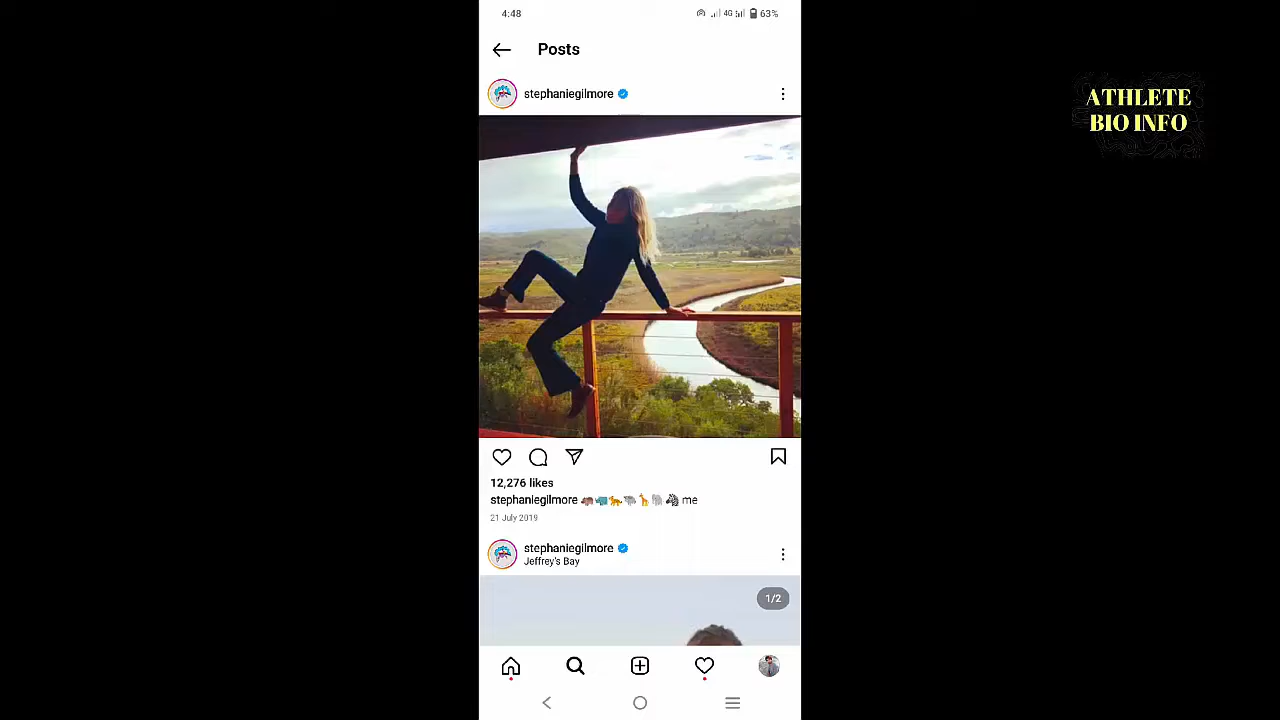 4:48
4G 63%
Posts
stephaniegilmore
ATHLETE
BIO INFO
12,276 likes
stephaniegilmore 🦛🦏🐆🐃🦒🐘🦓 me
21 July 2019
stephaniegilmore
Jeffrey's Bay
1/2